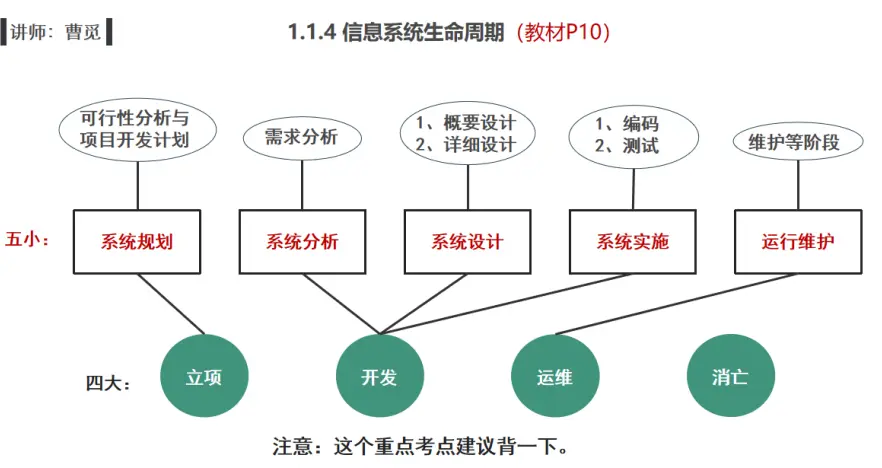 讲师：曹觅
1.1.4 信息系统生命周期（教材P10）
可行性分析与
项目开发计划
需求分析
1、概要设计
2、详细设计
1、编码
2、测试
维护等阶段
五小：
系统规划
系统分析
系统设计
系统实施
运行维护
四大：
立项
开发
运维
消亡
注意：这个重点考点建议背一下。